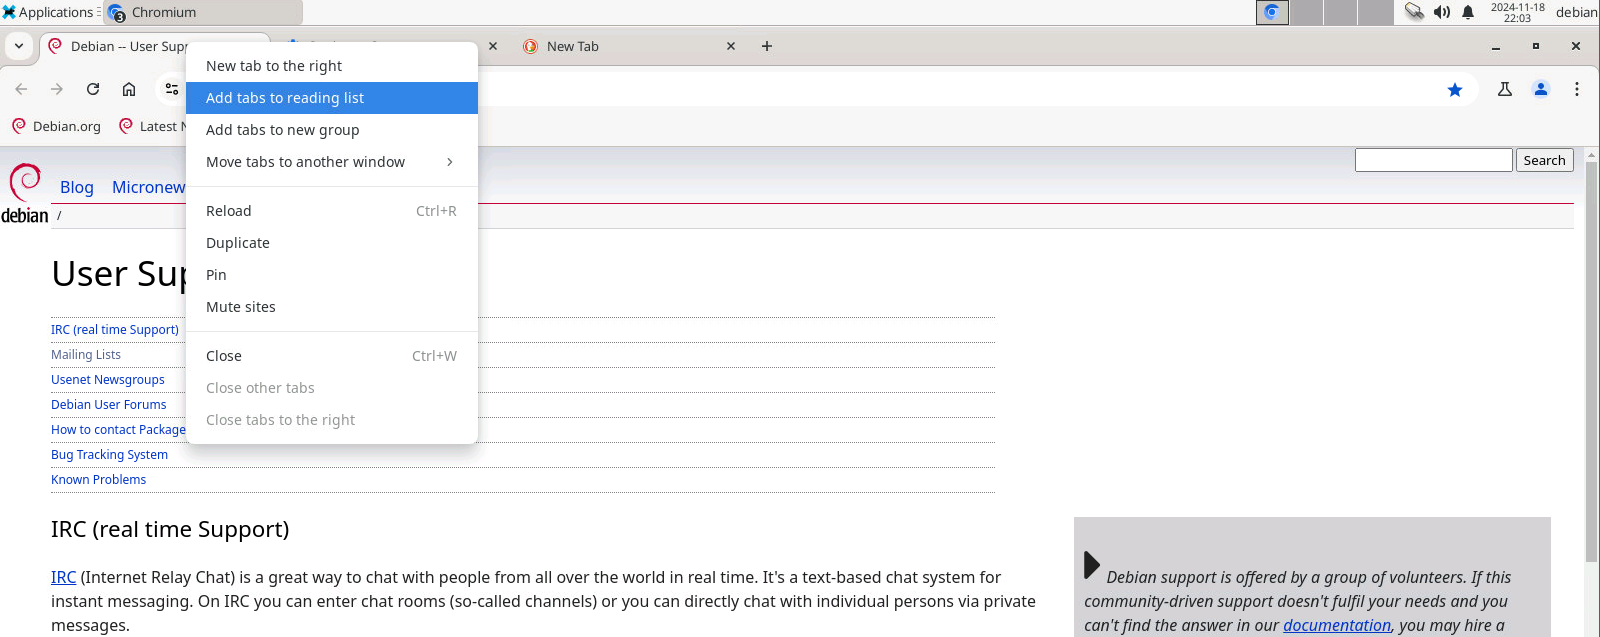 Applications
3
Chromium
2024-11-18
22:03
debian
Debian -- User Sup
New Tab
New tab to the right
Add tabs to reading list
Add tabs to new group
Move tabs to another window
Reload Ctrl+R
Duplicate
Pin
Mute sites
Close Ctrl+W
Close other tabs
Close tabs to the right
Debian.org
Latest
debian
Blog
Micronew
Search
/
User Sup
IRC (real time Support)
Mailing Lists
Usenet Newsgroups
Debian User Forums
How to contact Package
Bug Tracking System
Known Problems
IRC (real time Support)
IRC (Internet Relay Chat) is a great way to chat with people from all over the world in real time. It's a text-based chat system for
instant messaging. On IRC you can enter chat rooms (so-called channels) or you can directly chat with individual persons via private
messages.
Debian support is offered by a group of volunteers. If this
community-driven support doesn't fulfil your needs and you
can't find the answer in our documentation, you may hire a